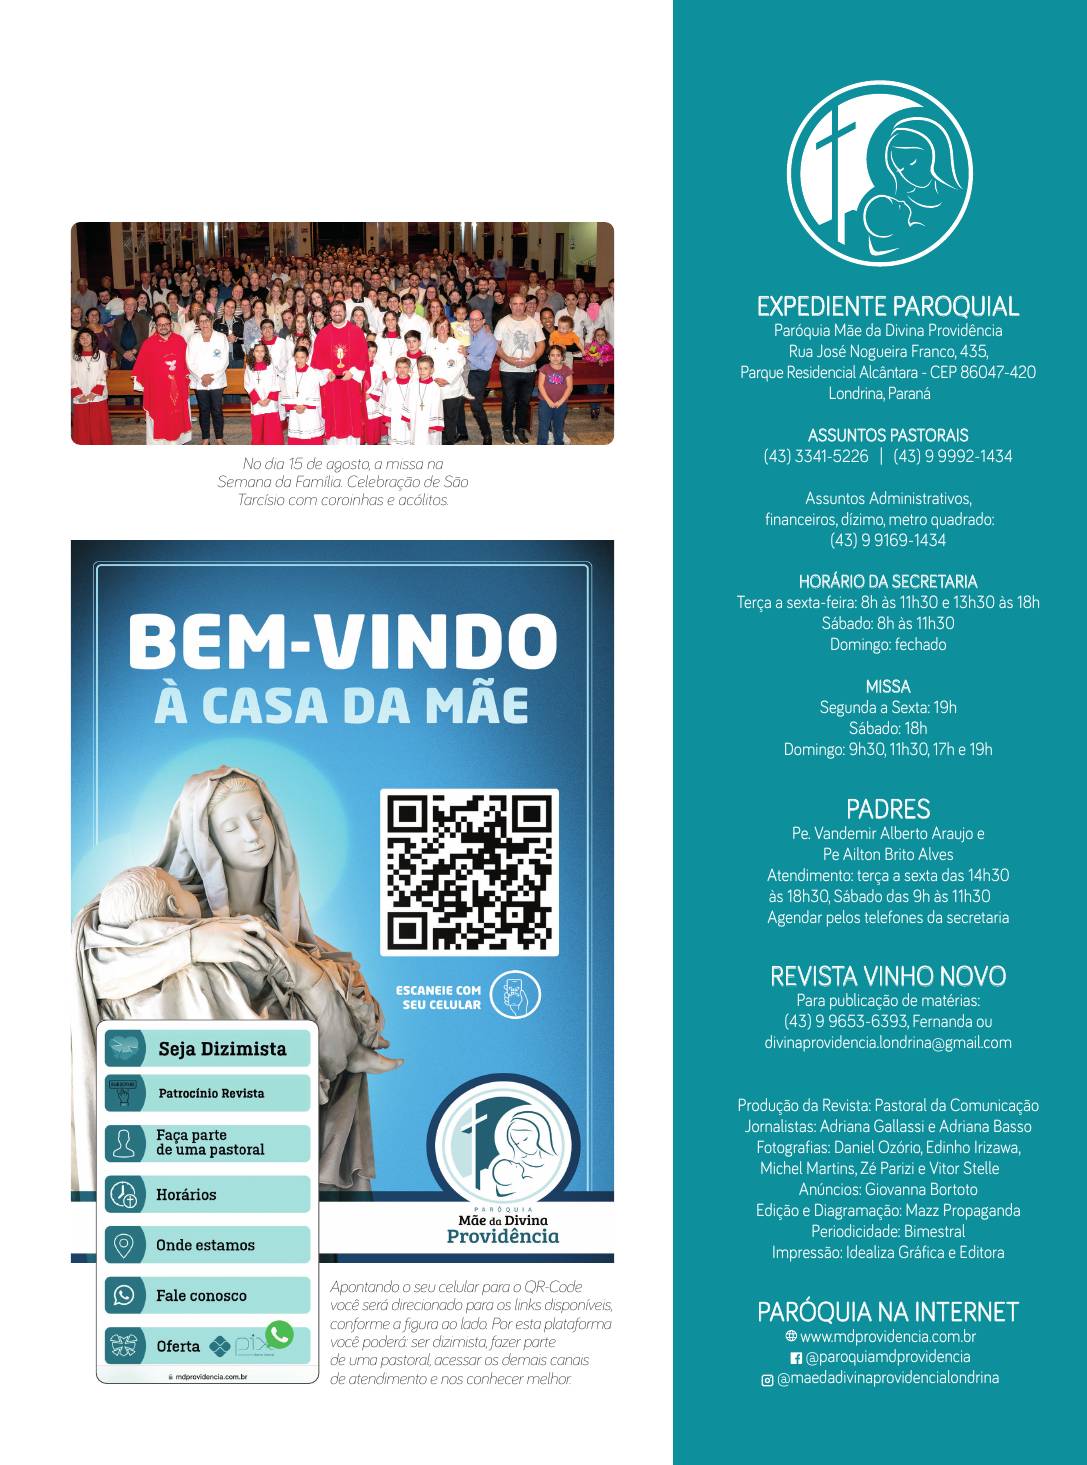 No dia 15 de agosto, a missa na
Semana da Família. Celebração de São
Tarcísio com coroinhas e acólitos.
BEM-VINDO
À CASA DA MÃE
ESCANEIE COM
SEU CELULAR
Seja Dizimista
Patrocínio Revista
Faça parte
de uma pastoral
Horários
Onde estamos
Fale conosco
Oferta pix
mdprovidencia.com.br
PARÓQUIA
Mãe da Divina
Providência
Apontando o seu celular para o QR-Code
você será direcionado para os links disponíveis,
conforme a figura ao lado. Por esta plataforma
você poderá: ser dizimista, fazer parte
de uma pastoral, acessar os demais canais
de atendimento e nos conhecer melhor.
EXPEDIENTE PAROQUIAL
Paróquia Mãe da Divina Providência
Rua José Nogueira Franco, 435,
Parque Residencial Alcântara - CEP 86047-420
Londrina, Paraná
ASSUNTOS PASTORAIS
(43) 3341-5226 | (43) 9 9992-1434
Assuntos Administrativos,
financeiros, dízimo, metro quadrado:
(43) 9 9169-1434
HORÁRIO DA SECRETARIA
Terça a sexta-feira: 8h às 11h30 e 13h30 às 18h
Sábado: 8h às 11h30
Domingo: fechado
MISSA
Segunda a Sexta: 19h
Sábado: 18h
Domingo: 9h30, 11h30, 17h e 19h
PADRES
Pe. Vandemir Alberto Araujo e
Pe Ailton Brito Alves
Atendimento: terça a sexta das 14h30
às 18h30, Sábado das 9h às 11h30
Agendar pelos telefones da secretaria
REVISTA VINHO NOVO
Para publicação de matérias:
(43) 9 9653-6393, Fernanda ou
divinaprovidencia.londrina@gmail.com
Produção da Revista: Pastoral da Comunicação
Jornalistas: Adriana Gallassi e Adriana Basso
Fotografias: Daniel Ozório, Edinho Irizawa,
Michel Martins, Zé Parizi e Vitor Stelle
Anúncios: Giovanna Bortoto
Edição e Diagramação: Mazz Propaganda
Periodicidade: Bimestral
Impressão: Idealiza Gráfica e Editora
PARÓQUIA NA INTERNET
www.mdprovidencia.com.br
@paroquiamdprovidencia
@maedadivinaprovidencialondrina